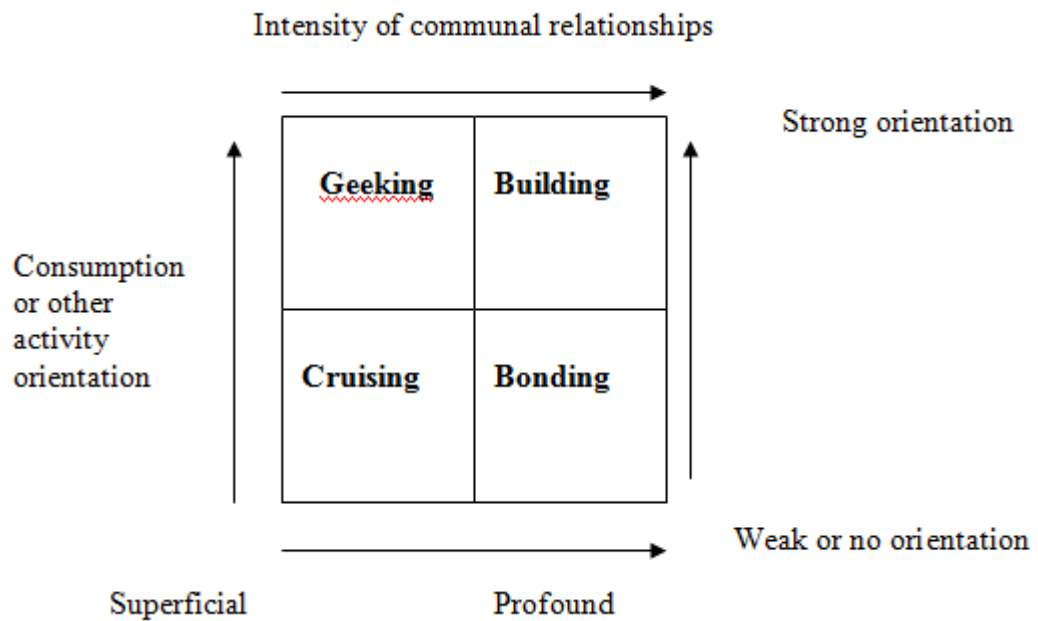 Intensity of communal relationships
Strong orientation
Geeking
Building
Consumption
or other
activity
orientation
Cruising
Bonding
Weak or no orientation
Superficial
Profound